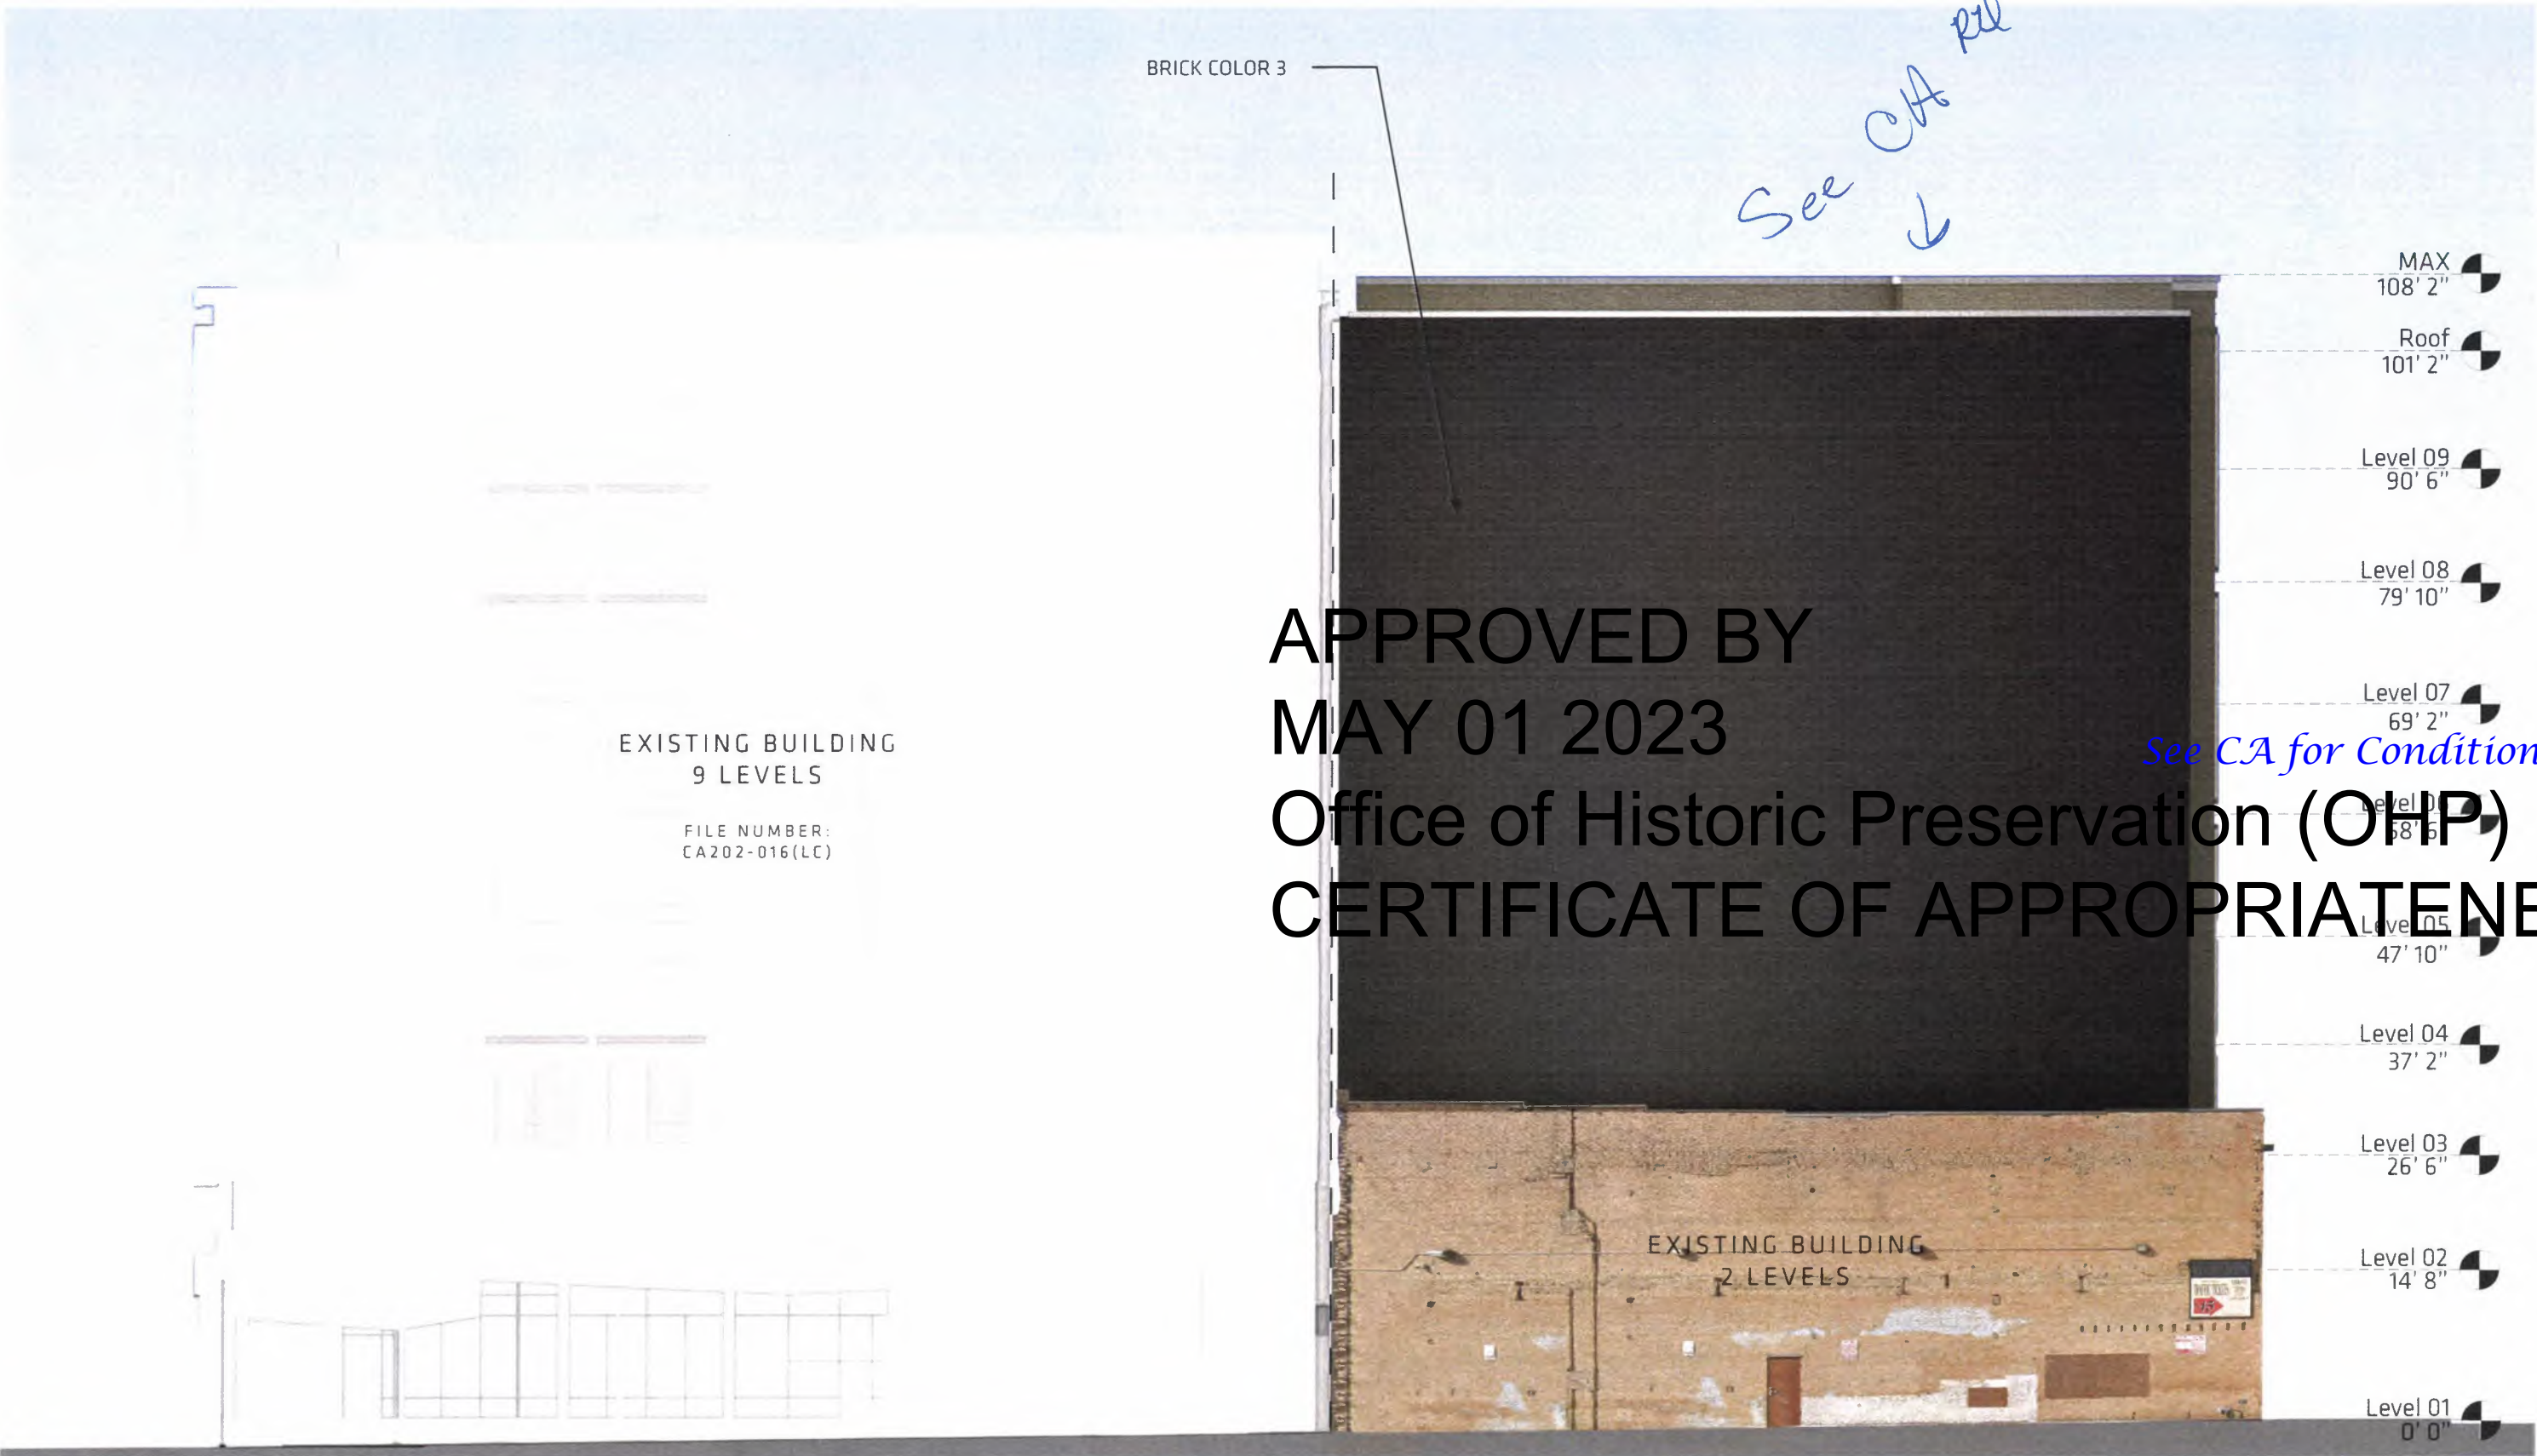 RU
See CA
BRICK COLOR 3
MAX
108' 2"
Roof
101' 2"
Level 09
90' 6"
Level 08
79' 10"
APPROVED BY
MAY 01 2023
Office of Historic Preservation (OHP)
CERTIFICATE OF APPROPRIATENE
Level 07
69' 2"
See CA for Condition
EXISTING BUILDING
9 LEVELS
FILE NUMBER:
CA202-016(LC)
Level 05
47' 10"
Level 04
37' 2"
Level 03
26' 6"
EXISTING BUILDING
2 LEVELS
Level 02
14' 8"
Level 01
0' 0"